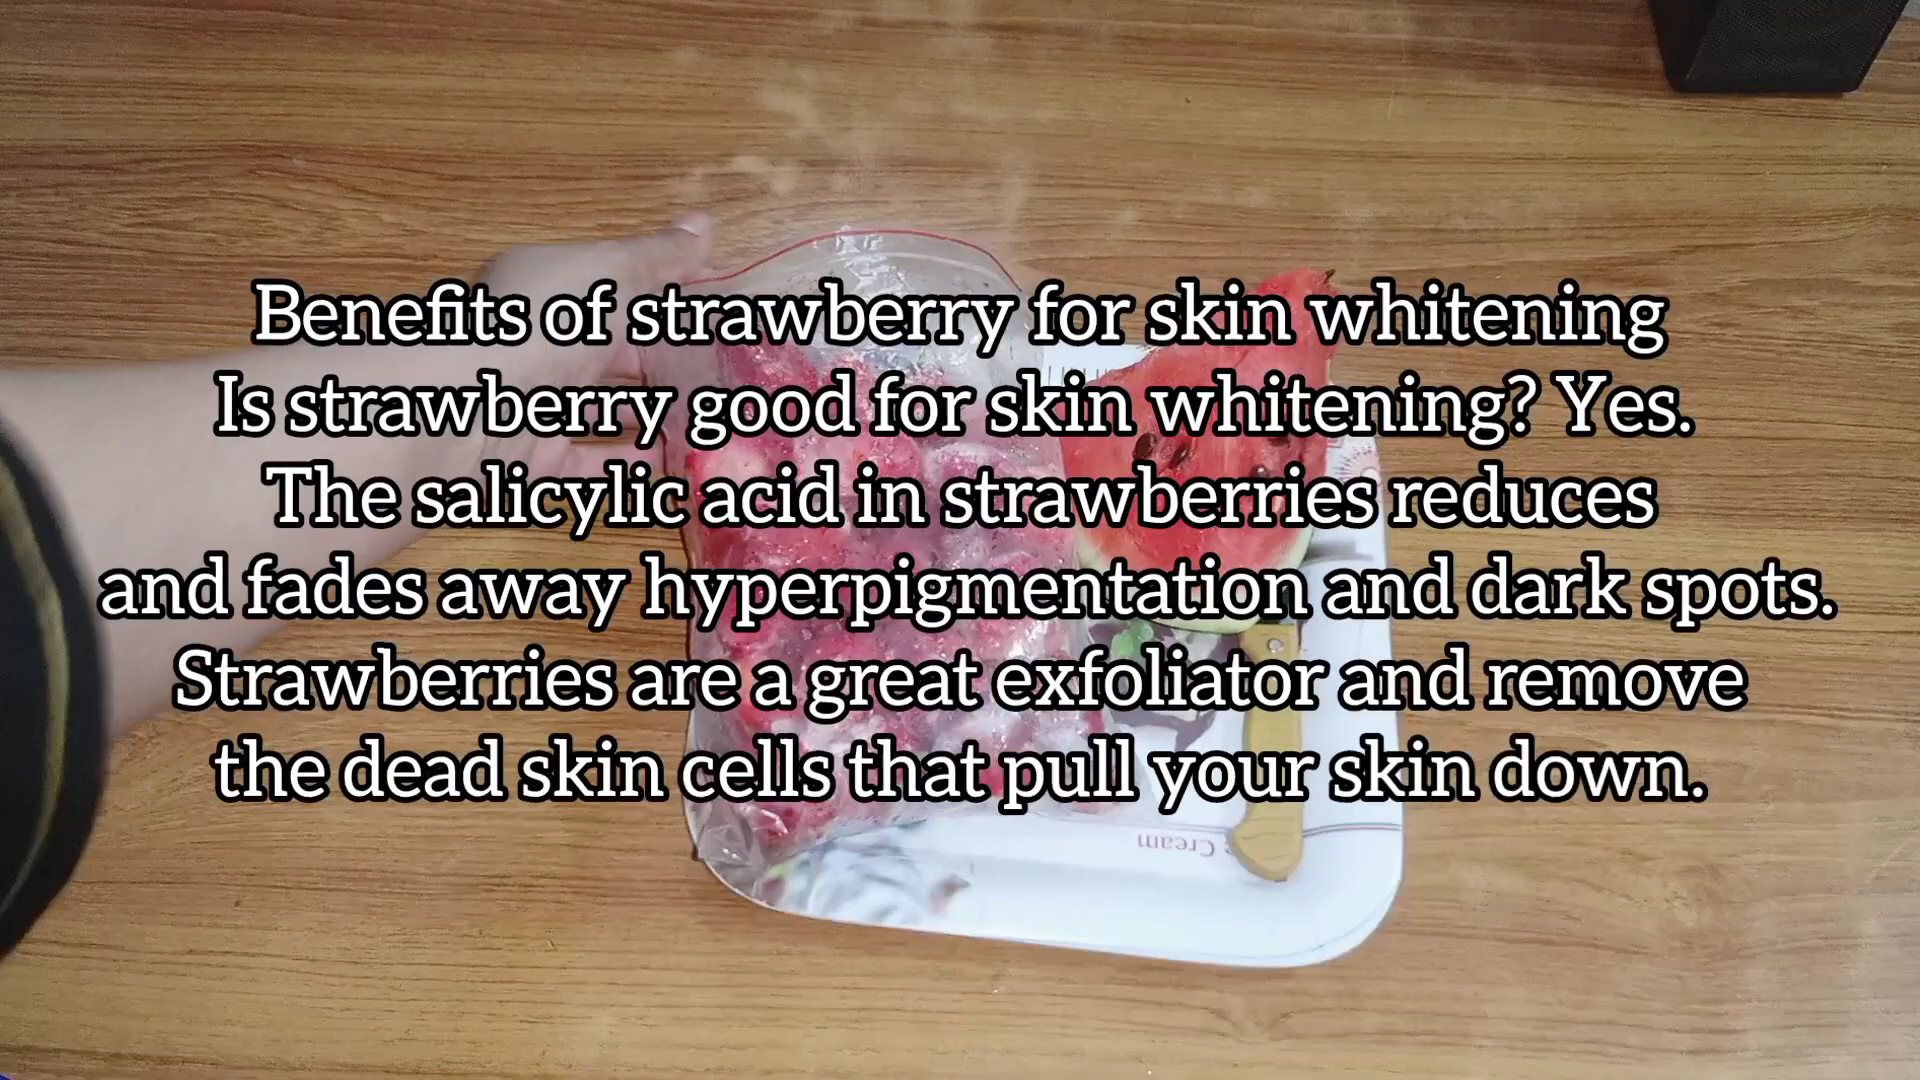 Benefits of strawberry for skin whitening
Is strawberry good for skin whitening? Yes.
The salicylic acid in strawberries reduces
and fades away hyperpigmentation and dark spots.
Strawberries are a great exfoliator and remove
the dead skin cells that pull your skin down.
Cream